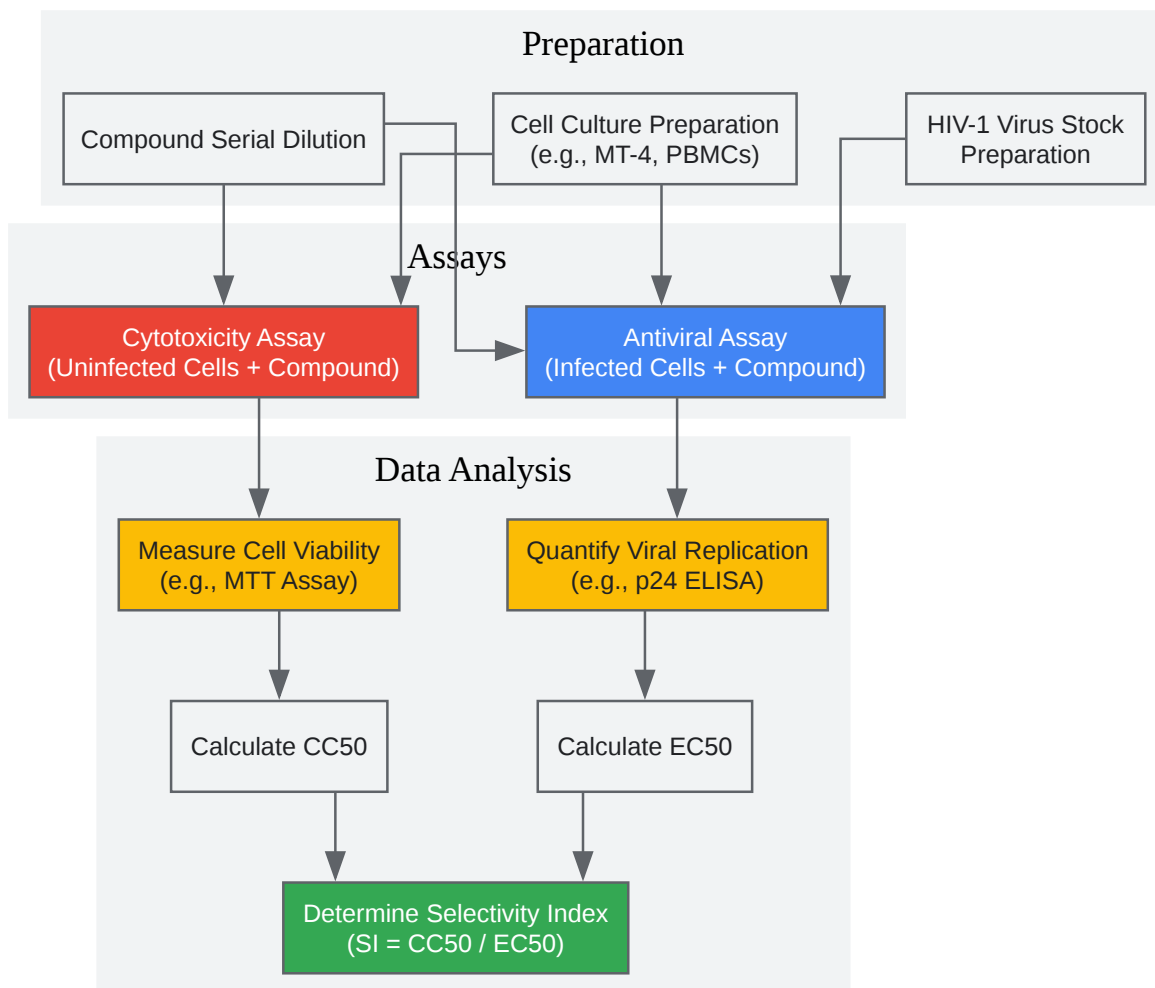 Preparation
Compound Serial Dilution
Cell Culture Preparation
(e.g., MT-4, PBMCs)
HIV-1 Virus Stock
Preparation
Assays
Cytotoxicity Assay
(Uninfected Cells + Compound)
Antiviral Assay
(Infected Cells + Compound)
Data Analysis
Measure Cell Viability
(e.g., MTT Assay)
Quantify Viral Replication
(e.g., p24 ELISA)
Calculate CC50
Calculate EC50
Determine Selectivity Index
(SI = CC50 / EC50)